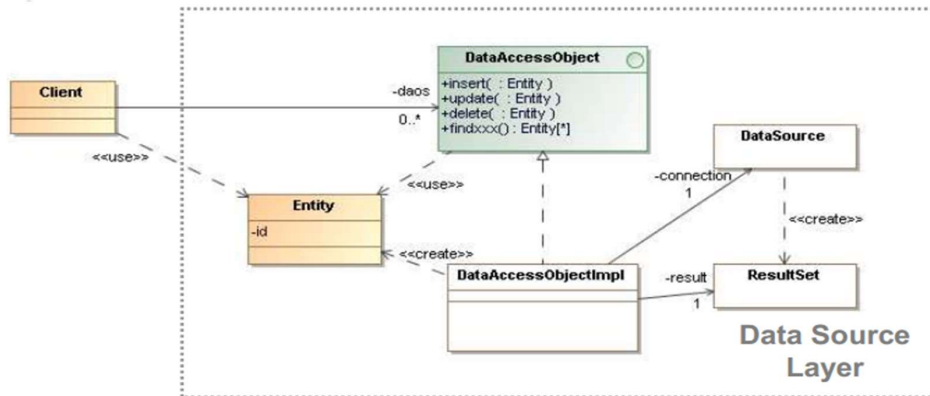 DataAccessObject
+insert( : Entity )
+update( : Entity )
+delete( : Entity )
+findxxx() : Entity[*]
Client
-daos
0..*
DataSource
<<use>>
<<use>>
-connection
1
Entity
-id
<<create>>
<<create>>
DataAccessObjectImpl
-result
1
ResultSet
Data Source
Layer